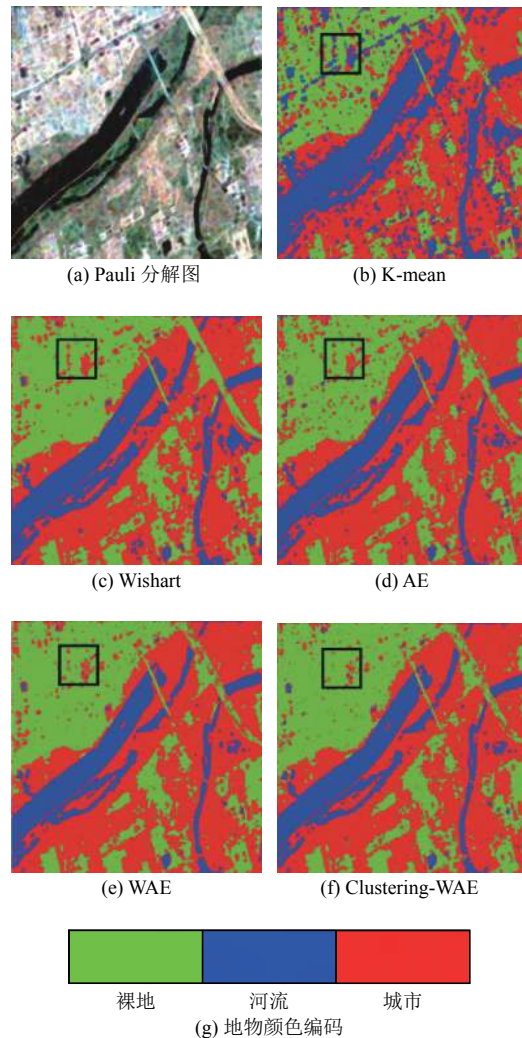 (a) Pauli 分解图
(b) K-mean
(c) Wishart
(d) AE
(e) WAE
(f) Clustering-WAE
裸地
河流
城市
(g) 地物颜色编码